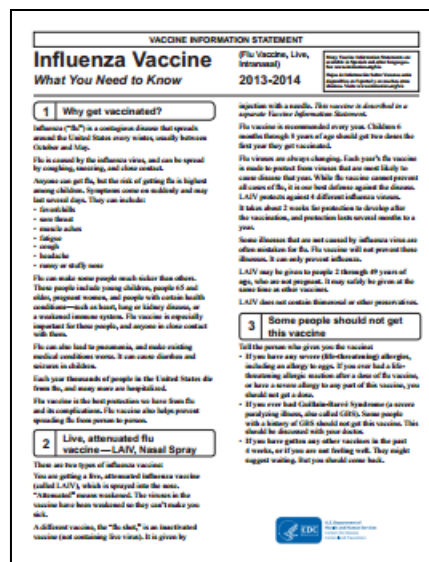 VACCINE INFORMATION STATEMENT
Influenza Vaccine
What You Need to Know
(Flu Vaccine, Live,
Intranasal)
2013-2014
Many Vaccine Information Statements are
available in Spanish and other languages.
1 Why get vaccinated?
Influenza (“flu”) is a contagious disease that spreads
around the United States every winter, usually between
October and May.
Flu is caused by the influenza virus, and can be spread
by coughing, sneezing, and close contact.
Anyone can get flu, but the risk of getting flu is highest
among children. Symptoms come on suddenly and may
last several days. They can include:
• fever/chills
• sore throat
• muscle aches
• fatigue
• cough
• headache
• runny or stuffy nose
Flu can make some people much sicker than others.
These people include young children, people 65 and
older, pregnant women, and people with certain health
conditions—such as heart, lung or kidney disease, or
a weakened immune system. Flu vaccine is especially
important for these people, and anyone in close contact
with them.
Flu can also lead to pneumonia, and make existing
medical conditions worse. It can cause diarrhea and
seizures in children.
Each year thousands of people in the United States die
from flu, and many more are hospitalized.
Flu vaccine is the best protection we have from flu
and its complications. Flu vaccine also helps prevent
spreading flu from person to person.
2 Live, attenuated flu
vaccine—LAIV, Nasal Spray
There are two types of influenza vaccine:
You are getting a live, attenuated influenza vaccine
(called LAIV), which is sprayed into the nose.
“Attenuated” means weakened. The viruses in the
vaccine have been weakened so they can't make you
sick.
A different vaccine, the “flu shot,” is an inactivated
vaccine (not containing live virus). It is given by
injection with a needle. This vaccine is described in a
separate Vaccine Information Statement.
Flu vaccine is recommended every year. Children 6
months through 8 years of age should get two doses the
first year they get vaccinated.
Flu viruses are always changing. Each year's flu vaccine
is made to protect from viruses that are most likely to
cause disease that year. While flu vaccine cannot prevent
all cases of flu, it is our best defense against the disease.
LAIV protects against 4 different influenza viruses.
It takes about 2 weeks for protection to develop after
the vaccination, and protection lasts several months to a
year.
Some illnesses that are not caused by influenza virus are
often mistaken for flu. Flu vaccine will not prevent these
illnesses. It can only prevent influenza.
LAIV may be given to people 2 through 49 years of
age, who are not pregnant. It may safely be given at the
same time as other vaccines.
LAIV does not contain thimerosal or other preservatives.
3 Some people should not get
this vaccine
Tell the person who gives you the vaccine:
• If you have any severe (life-threatening) allergies,
including an allergy to eggs. If you ever had a life-
threatening allergic reaction after a dose of flu vaccine,
or have a severe allergy to any part of this vaccine, you
should not get a dose.
• If you ever had Guillain-Barré Syndrome (a severe
paralyzing illness, also called GBS). Some people
with a history of GBS should not get this vaccine. This
should be discussed with your doctor.
• If you have gotten any other vaccines in the past
4 weeks, or if you are not feeling well. They might
suggest waiting. But you should come back.
CDC
U.S. Department of
Health and Human Services
Centers for Disease
Control and Prevention